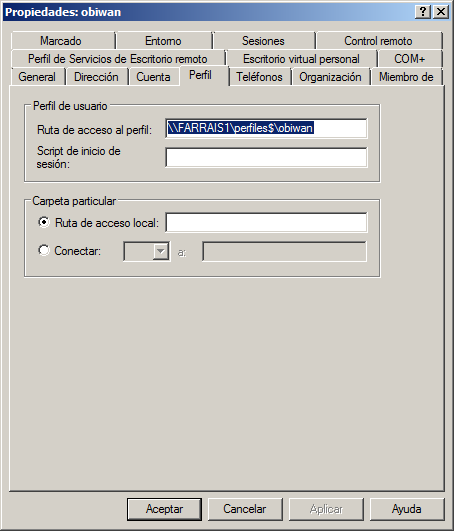 Propiedades: obiwan
Marcado Entorno Sesiones Control remoto
Perfil de Servicios de Escritorio remoto Escritorio virtual personal COM+
General Dirección Cuenta Perfil Teléfonos Organización Miembro de
Perfil de usuario
Ruta de acceso al perfil: \\FARRAIS1\perfiles$\obiwan
Script de inicio de
sesión:
Carpeta particular
Ruta de acceso local:
Conectar: a:
Aceptar Cancelar Aplicar Ayuda